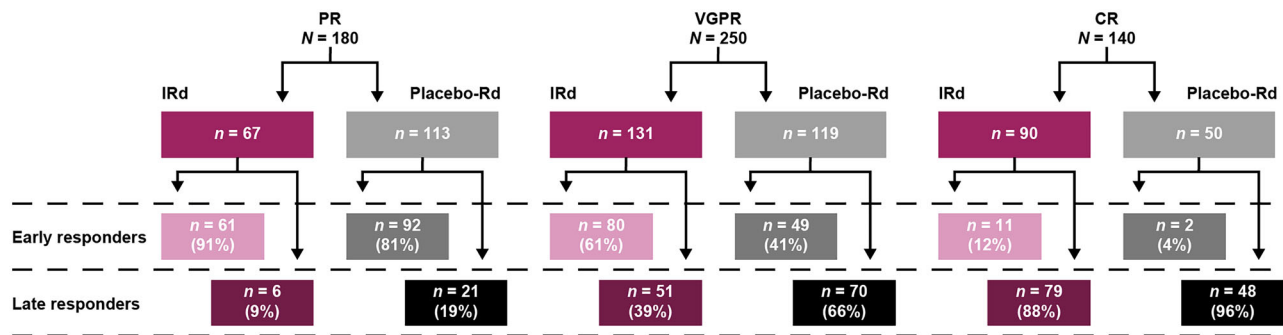 PR
N = 180
VGPR
N = 250
CR
N = 140
IRd
Placebo-Rd
IRd
Placebo-Rd
IRd
Placebo-Rd
n = 67
n = 113
n = 131
n = 119
n = 90
n = 50
Early responders
n = 61
(91%)
n = 92
(81%)
n = 80
(61%)
n = 49
(41%)
n = 11
(12%)
n = 2
(4%)
Late responders
n = 6
(9%)
n = 21
(19%)
n = 51
(39%)
n = 70
(66%)
n = 79
(88%)
n = 48
(96%)